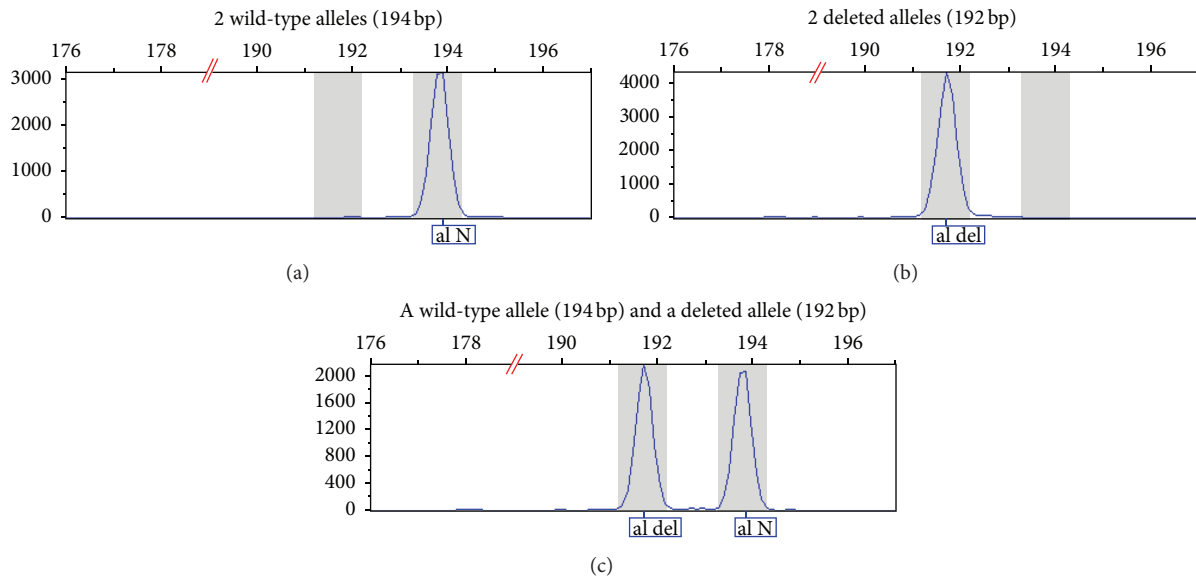 2 wild-type alleles (194 bp)
176 178 190 192 194 196
3000
2000
1000
0
al N
(a)
2 deleted alleles (192 bp)
176 178 190 192 194 196
4000
3000
2000
1000
0
al del
(b)
A wild-type allele (194 bp) and a deleted allele (192 bp)
176 178 190 192 194 196
2000
1600
1200
800
400
0
al del al N
(c)